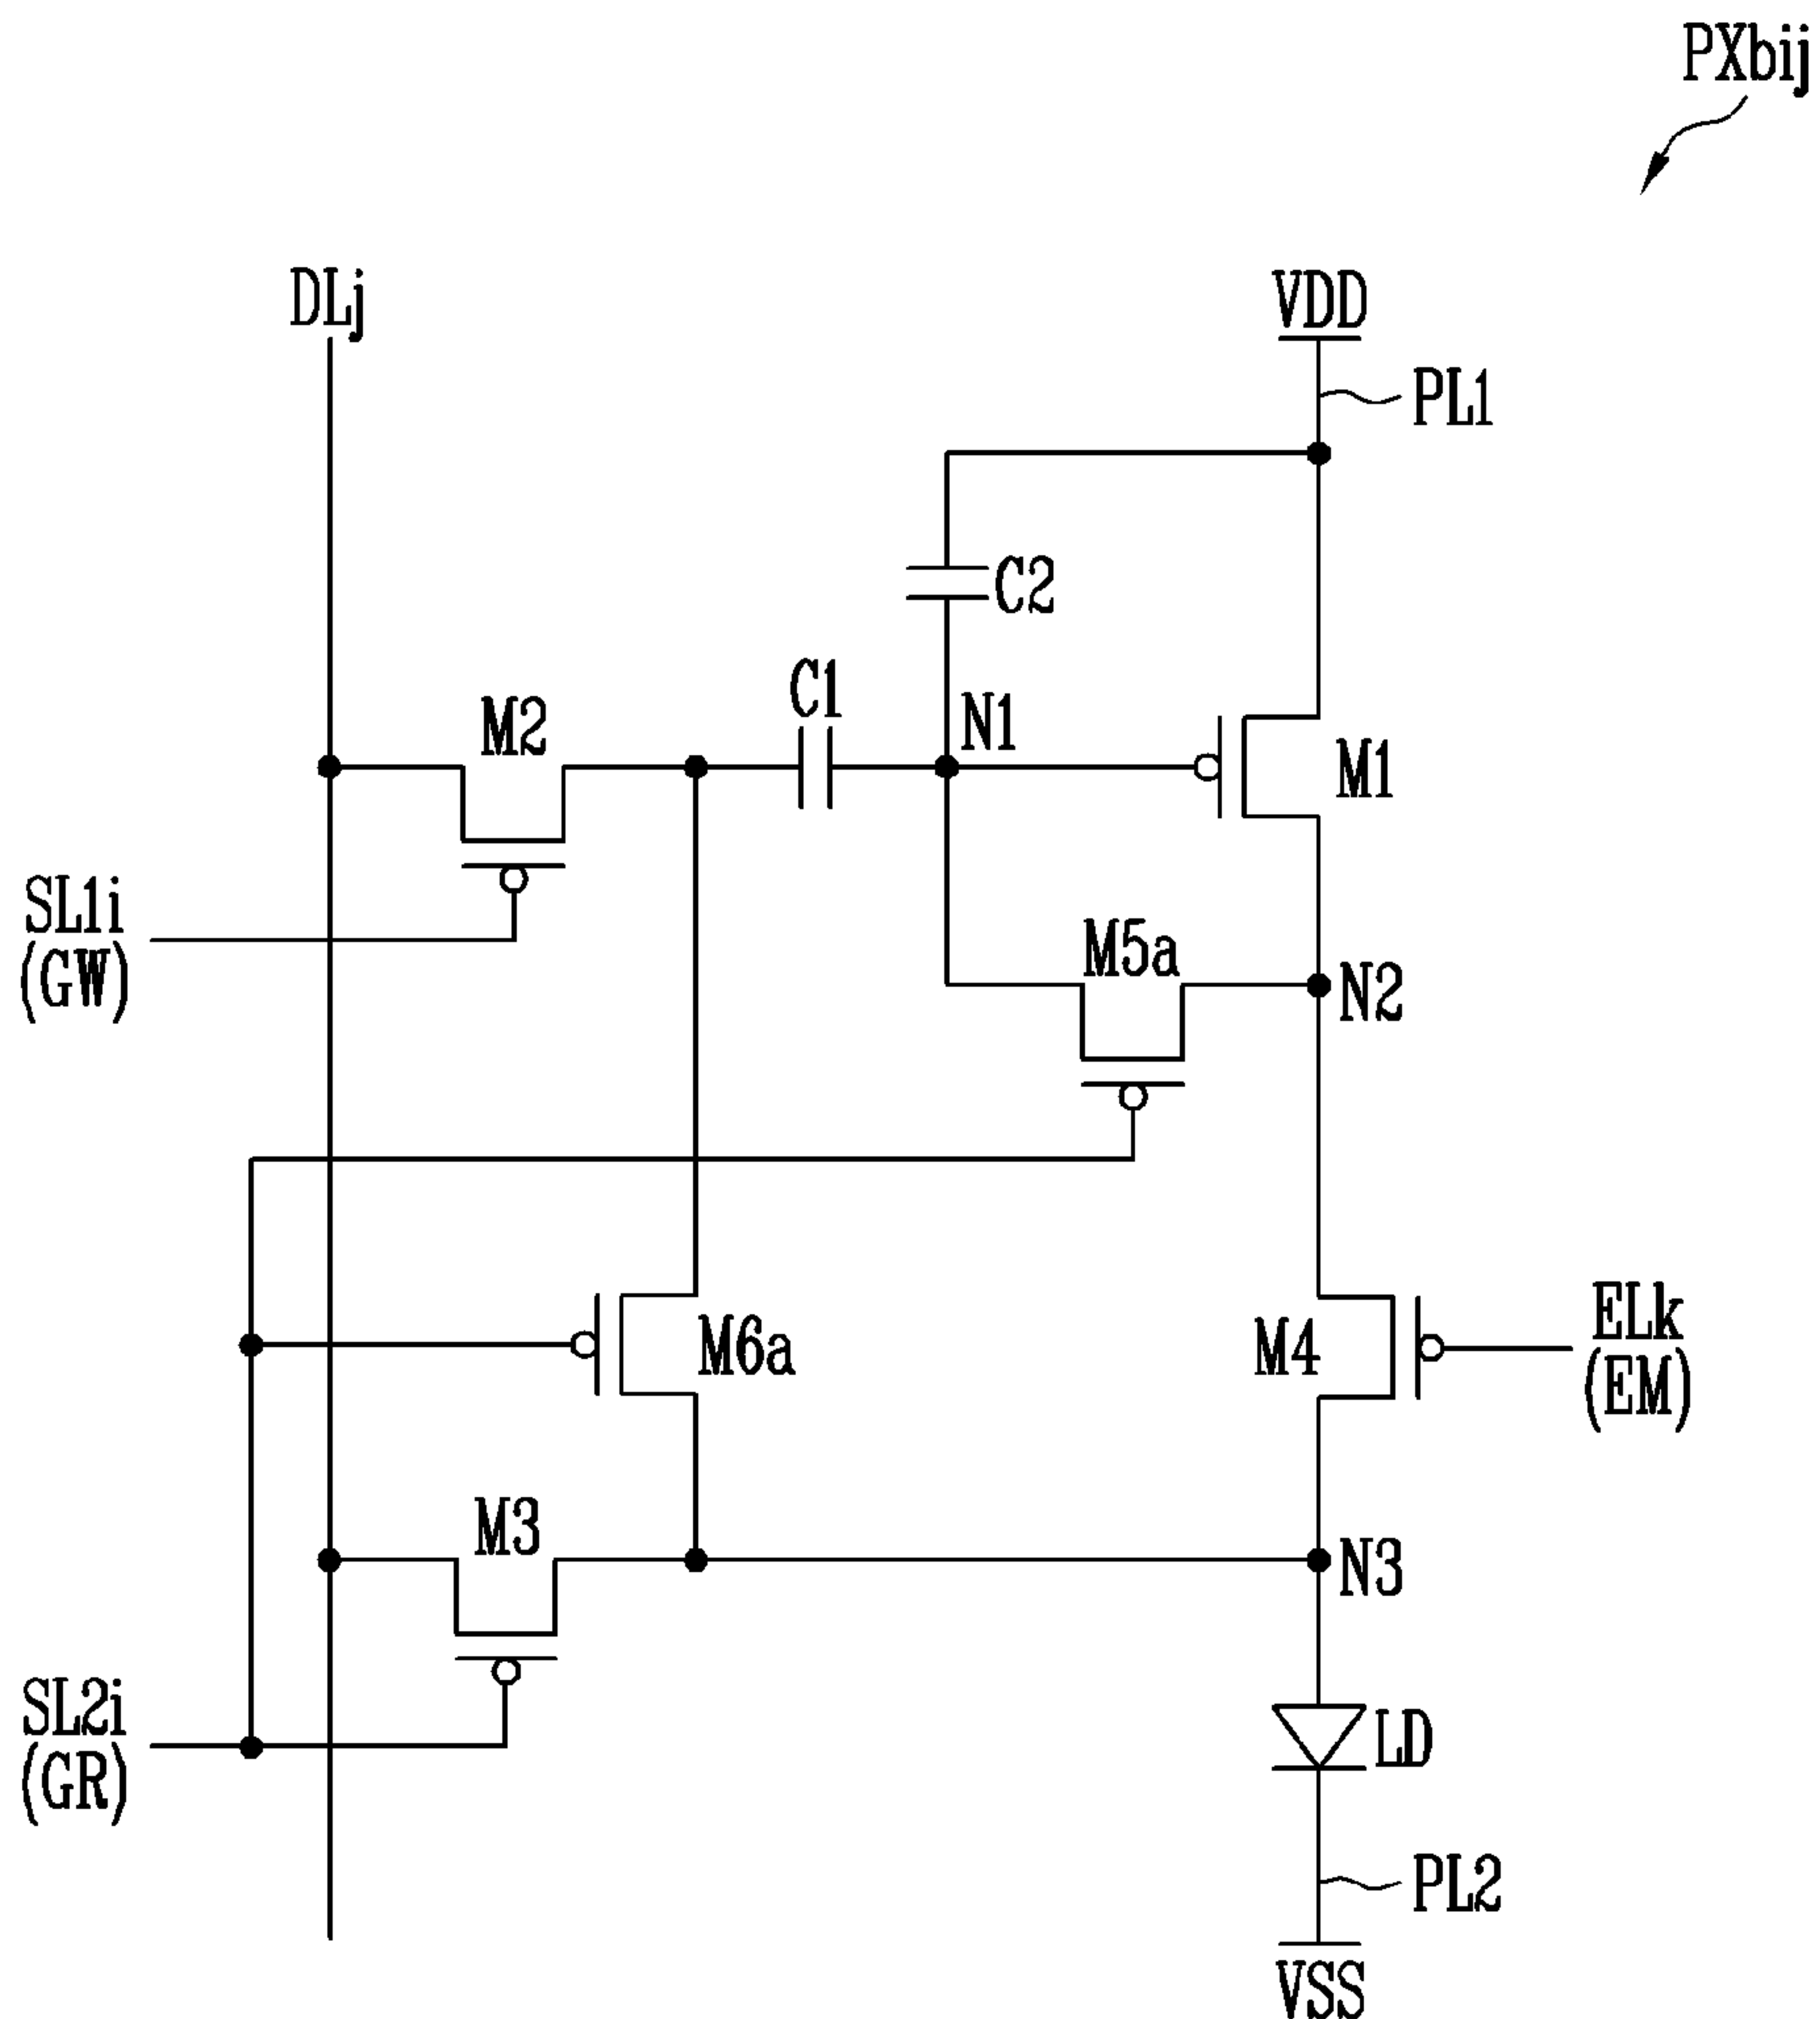 PXbij
DLj
VDD
PL1
C2
C1
N1
M2
M1
SL1i
(GW)
M5a
N2
M6a
M4
ELk
(EM)
M3
N3
SL2i
(GR)
LD
PL2
VSS